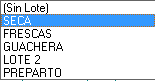 (Sin Lote)
SECA
FRESCAS
GUACHERA
LOTE 2
PREPARTO